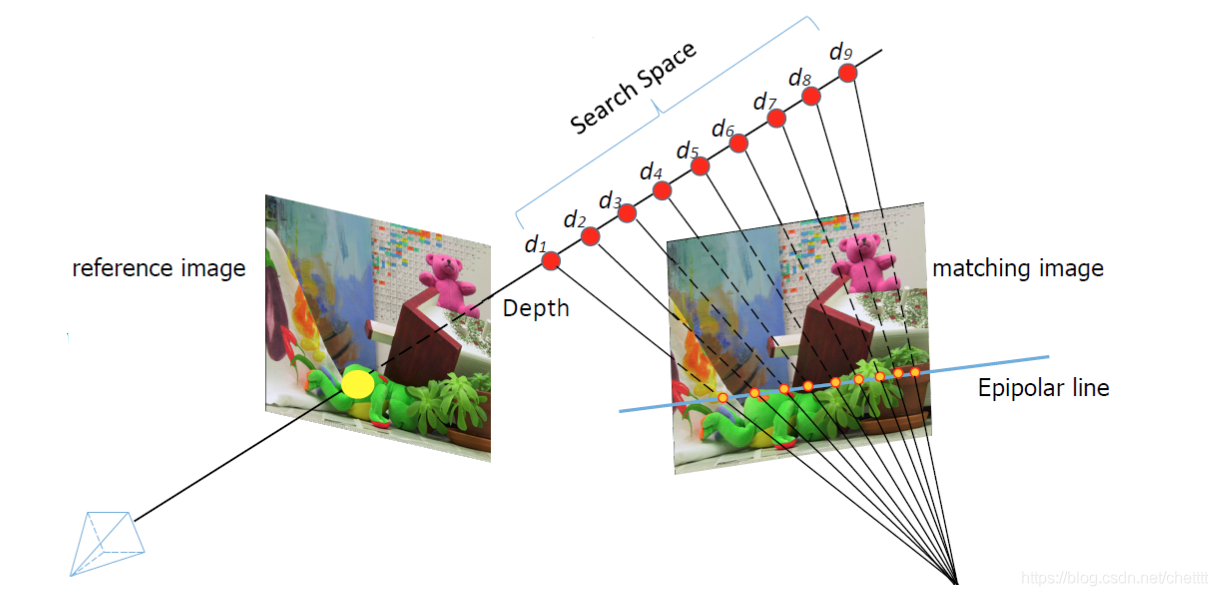 Search Space
d1
d2
d3
d4
d5
d6
d7
d8
d9
reference image
Depth
matching image
Epipolar line
https://blog.csdn.net/chetttt